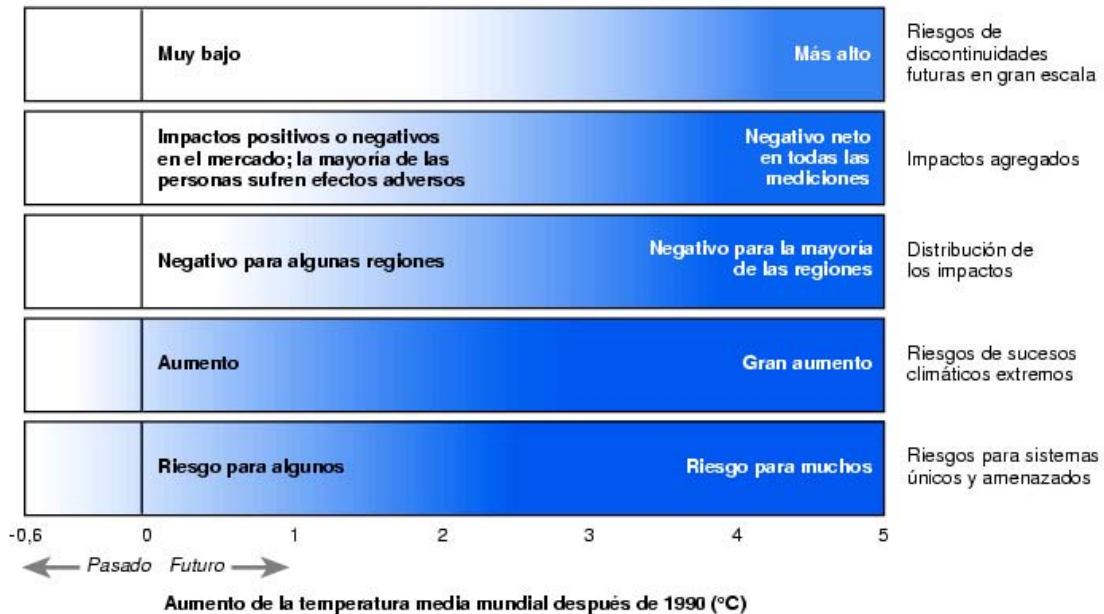 Muy bajo
Más alto
Riesgos de
discontinuidades
futuras en gran escala
Impactos positivos o negativos
en el mercado; la mayoría de las
personas sufren efectos adversos
Negativo neto
en todas las
mediciones
Impactos agregados
Negativo para algunas regiones
Negativo para la mayoría
de las regiones
Distribución de
los impactos
Aumento
Gran aumento
Riesgos de sucesos
climáticos extremos
Riesgo para algunos
Riesgo para muchos
Riesgos para sistemas
únicos y amenazados
-0,6 0 1 2 3 4 5
Pasado Futuro
Aumento de la temperatura media mundial después de 1990 (°C)